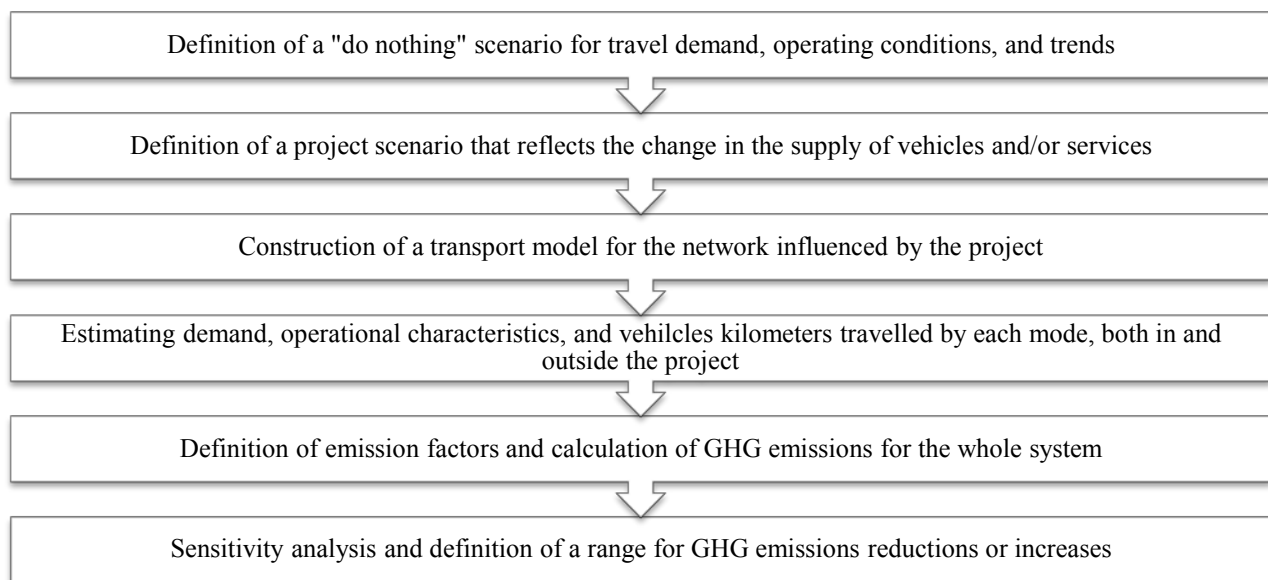 Definition of a "do nothing" scenario for travel demand, operating conditions, and trends
Definition of a project scenario that reflects the change in the supply of vehicles and/or services
Construction of a transport model for the network influenced by the project
Estimating demand, operational characteristics, and vehilcles kilometers travelled by each mode, both in and
outside the project
Definition of emission factors and calculation of GHG emissions for the whole system
Sensitivity analysis and definition of a range for GHG emissions reductions or increases